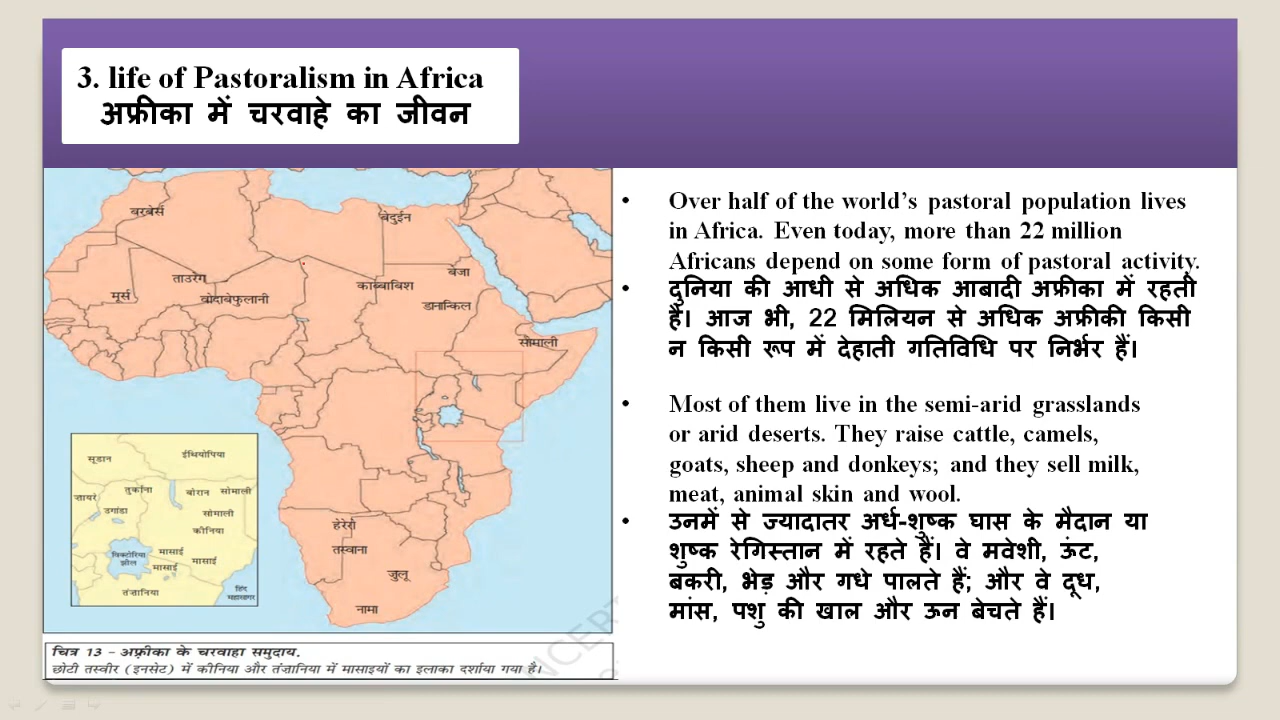 3. life of Pastoralism in Africa
अफ्रीका में चरवाहे का जीवन
बरबेर्स
बेदुईन
ताउरेग
बेजा
मूर्स
वोदाबेफुलानी
काब्बाबिश
डानान्किल
सोमाली
हेरेरो
तस्वाना
जुलू
नामा
सूडान
इथियोपिया
तुर्काना
बोरान सोमाली
उगांडा
सोमाली
कीनिया
विक्टोरिया
झील
मासाई
मासाई
मासाई
तंज़ानिया
हिंद
महासागर
चित्र 13 – अफ़्रीका के चरवाहा समुदाय.
छोटी तस्वीर (इनसेट) में कीनिया और तंज़ानिया में मासाइयों का इलाका दर्शाया गया है।
• Over half of the world's pastoral population lives
in Africa. Even today, more than 22 million
Africans depend on some form of pastoral activity.
• दुनिया की आधी से अधिक आबादी अफ्रीका में रहती
है। आज भी, 22 मिलियन से अधिक अफ्रीकी किसी
न किसी रूप में देहाती गतिविधि पर निर्भर हैं।
• Most of them live in the semi-arid grasslands
or arid deserts. They raise cattle, camels,
goats, sheep and donkeys; and they sell milk,
meat, animal skin and wool.
• उनमें से ज्यादातर अर्ध-शुष्क घास के मैदान या
शुष्क रेगिस्तान में रहते हैं। वे मवेशी, ऊंट,
बकरी, भेड़ और गधे पालते हैं; और वे दूध,
मांस, पशु की खाल और ऊन बेचते हैं।
NCERT